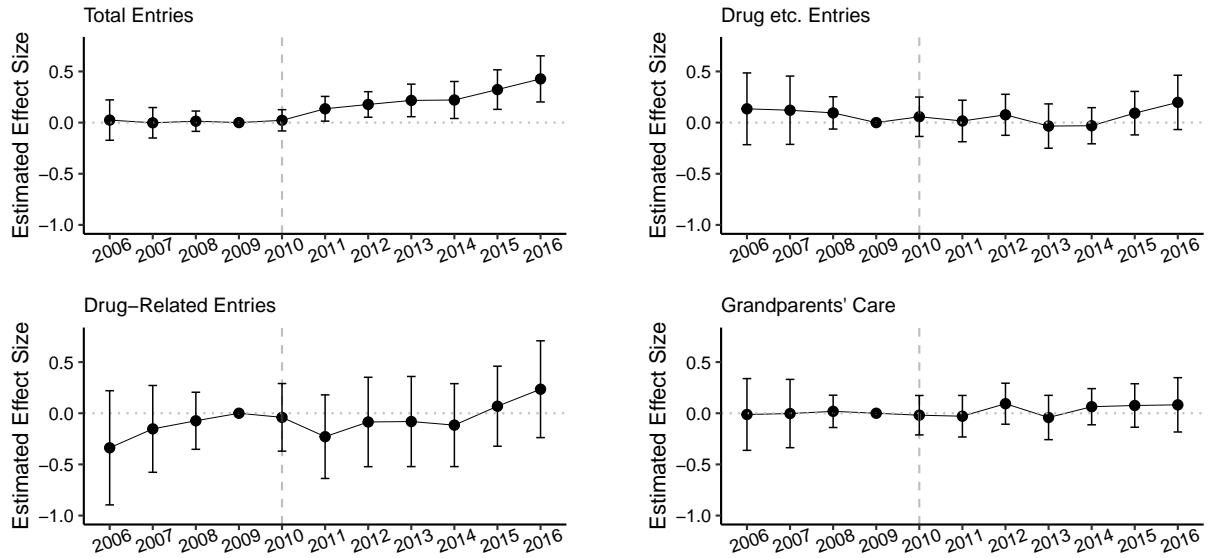 Total Entries
Estimated Effect Size
0.5
0.0
−0.5
−1.0
2006 2007 2008 2009 2010 2011 2012 2013 2014 2015 2016
Drug etc. Entries
Estimated Effect Size
0.5
0.0
−0.5
−1.0
2006 2007 2008 2009 2010 2011 2012 2013 2014 2015 2016
Drug−Related Entries
Estimated Effect Size
0.5
0.0
−0.5
−1.0
2006 2007 2008 2009 2010 2011 2012 2013 2014 2015 2016
Grandparents' Care
Estimated Effect Size
0.5
0.0
−0.5
−1.0
2006 2007 2008 2009 2010 2011 2012 2013 2014 2015 2016